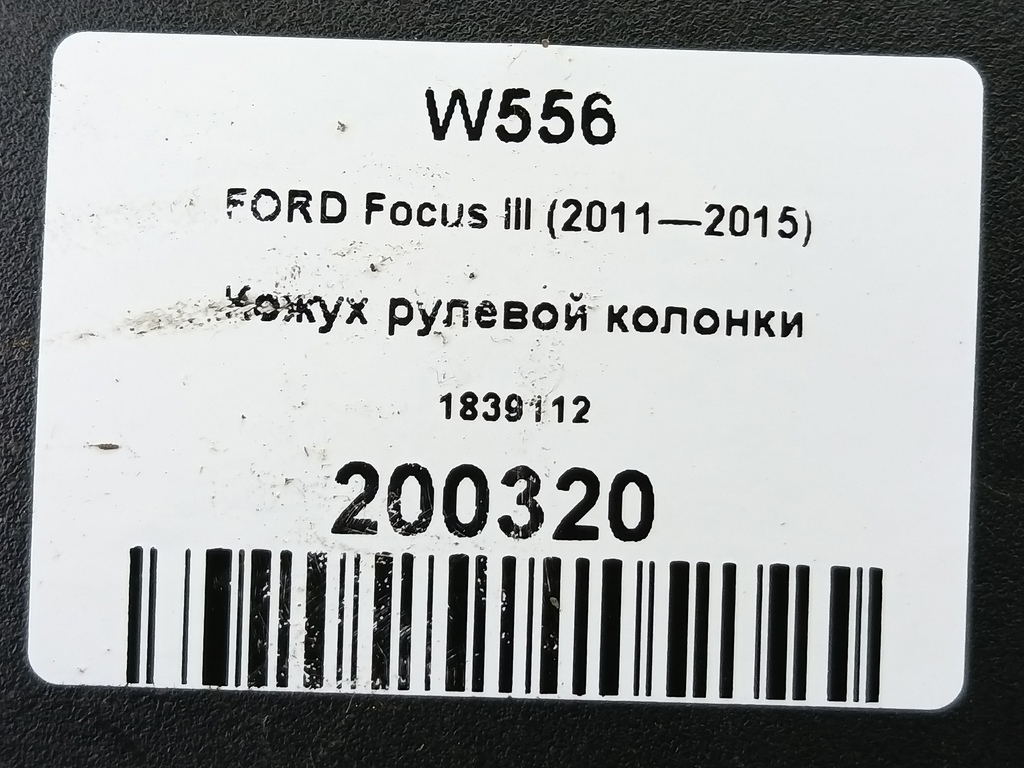 W556
FORD Focus III (2011—2015)
Кожух рулевой колонки
1839112
200320